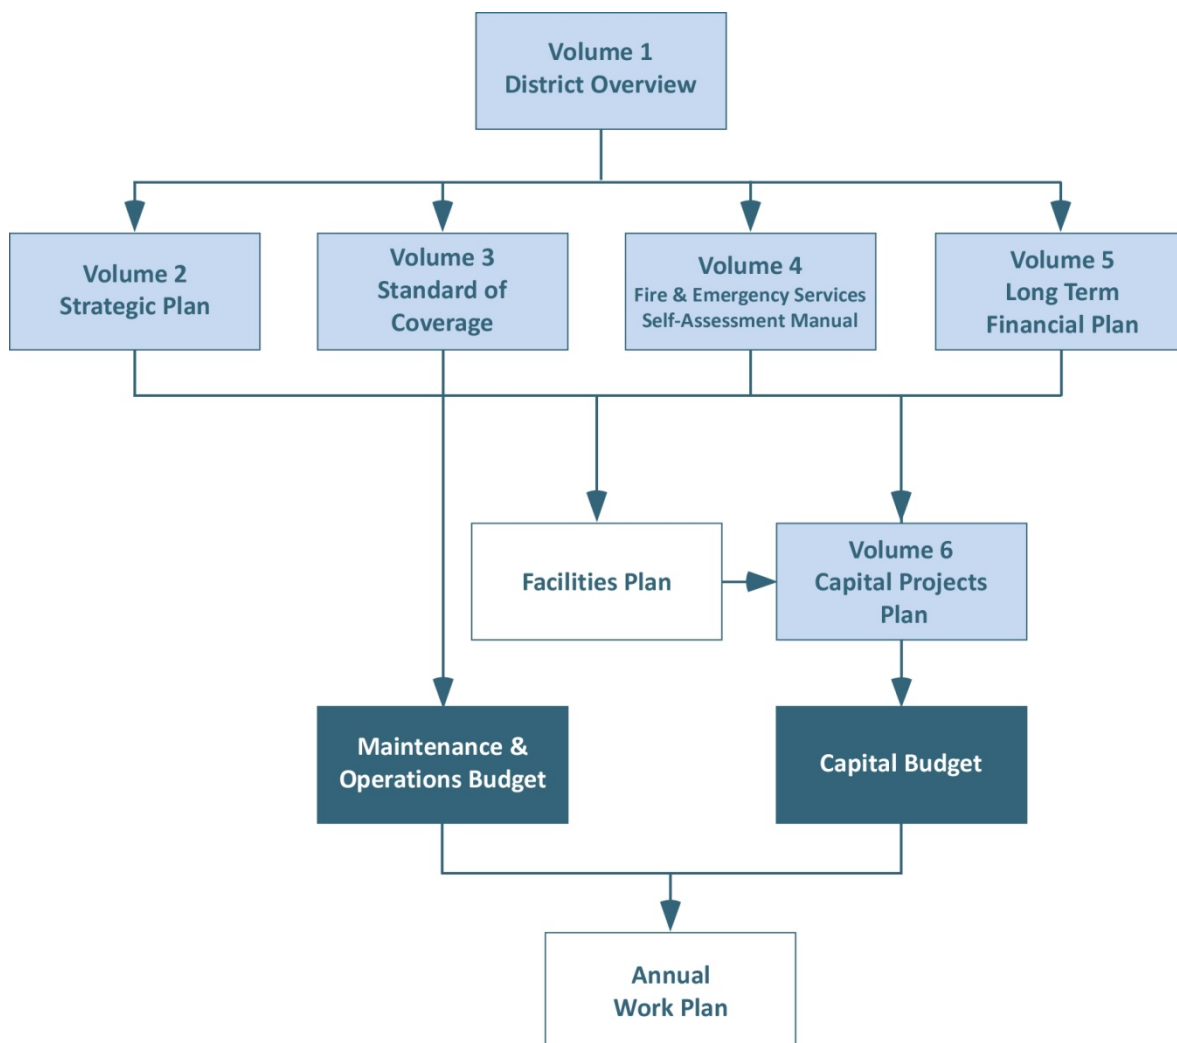 Volume 1
District Overview
Volume 2
Strategic Plan
Volume 3
Standard of
Coverage
Volume 4
Fire & Emergency Services
Self-Assessment Manual
Volume 5
Long Term
Financial Plan
Facilities Plan
Volume 6
Capital Projects
Plan
Maintenance &
Operations Budget
Capital Budget
Annual
Work Plan